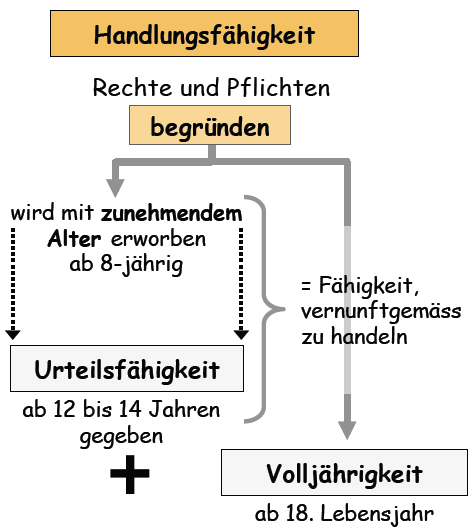 Handlungsfähigkeit
Rechte und Pflichten
begründen
wird mit zunehmendem
Alter erworben
ab 8-jährig
= Fähigkeit,
vernunftgemäss
zu handeln
Urteilsfähigkeit
ab 12 bis 14 Jahren
gegeben
+
Volljährigkeit
ab 18. Lebensjahr